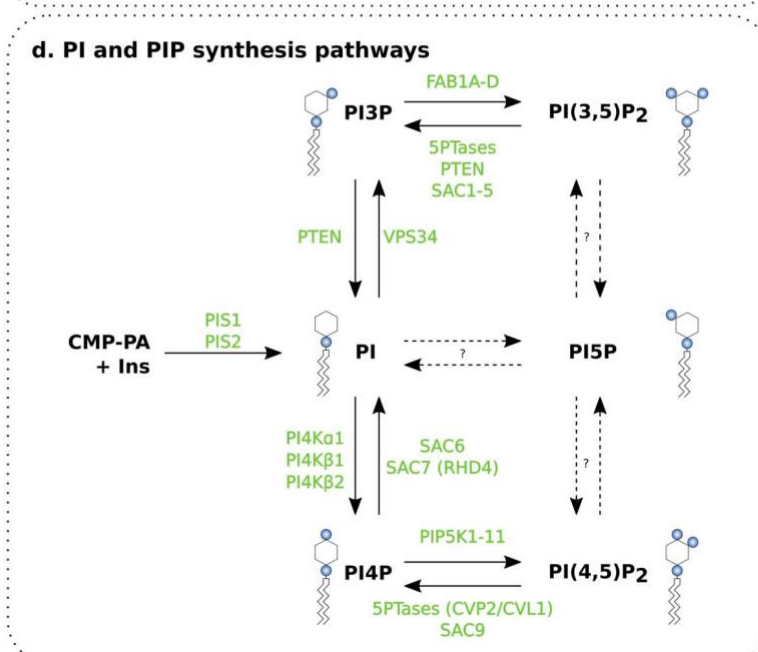 d. PI and PIP synthesis pathways
FAB1A-D
PI3P
PI(3,5)P2
5PTases
PTEN
SAC1-5
PTEN
VPS34
?
PIS1
PIS2
CMP-PA
+ Ins
PI
?
PI5P
PI4Kα1
PI4Kβ1
PI4Kβ2
SAC6
SAC7 (RHD4)
?
PIP5K1-11
PI4P
PI(4,5)P2
5PTases (CVP2/CVL1)
SAC9